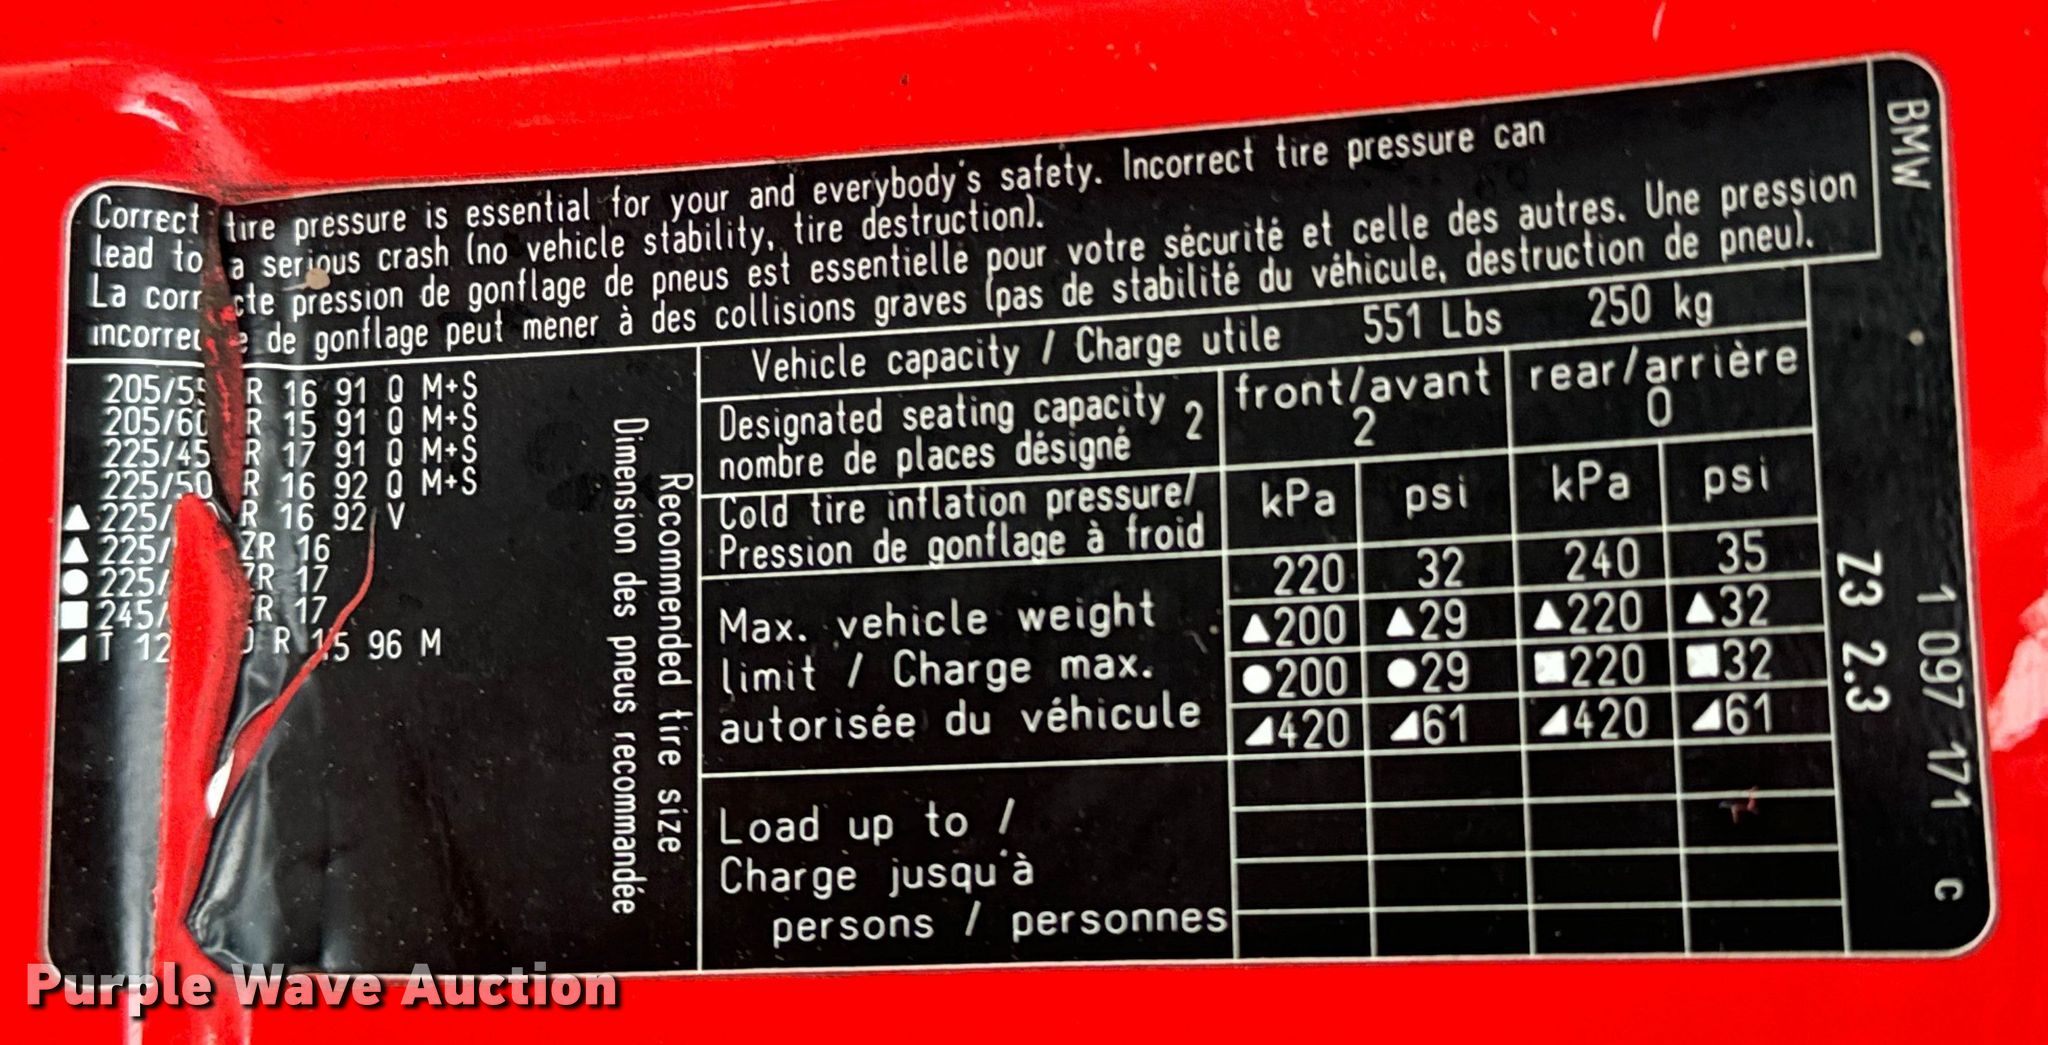 Correct tire pressure is essential for your and everybody's safety. Incorrect tire pressure can
lead to a serious crash (no vehicle stability, tire destruction).
La corr cte pression de gonflage de pneus est essentielle pour votre sécurité et celle des autres. Une pression
incorre e de gonflage peut mener à des collisions graves (pas de stabilité du véhicule, destruction de pneu).
205/55 R 16 91 Q M+S
205/60 R 15 91 Q M+S
225/45 R 17 91 Q M+S
225/50 R 16 92 Q M+S
▲225/ R 16 92 V
▲225/ ZR 16
●225/ ZR 17
■245/ ZR 17
◢T 12 R 15 96 M
Recommended tire size
Dimension des pneus recommandée
Vehicle capacity / Charge utile 551 Lbs 250 kg
Designated seating capacity 2
nombre de places désigné
front/avant
2
rear/arrière
0
Cold tire inflation pressure/
Pression de gonflage à froid
kPa psi kPa psi
Max. vehicle weight
limit / Charge max.
autorisée du véhicule
220 32 240 35
▲200 ▲29 ▲220 ▲32
●200 ●29 ■220 ■32
◢420 ◢61 ◢420 ◢61
Load up to /
Charge jusqu'à
persons / personnes
BMW 1 097 171 c
Z3 2.3
Purple Wave Auction